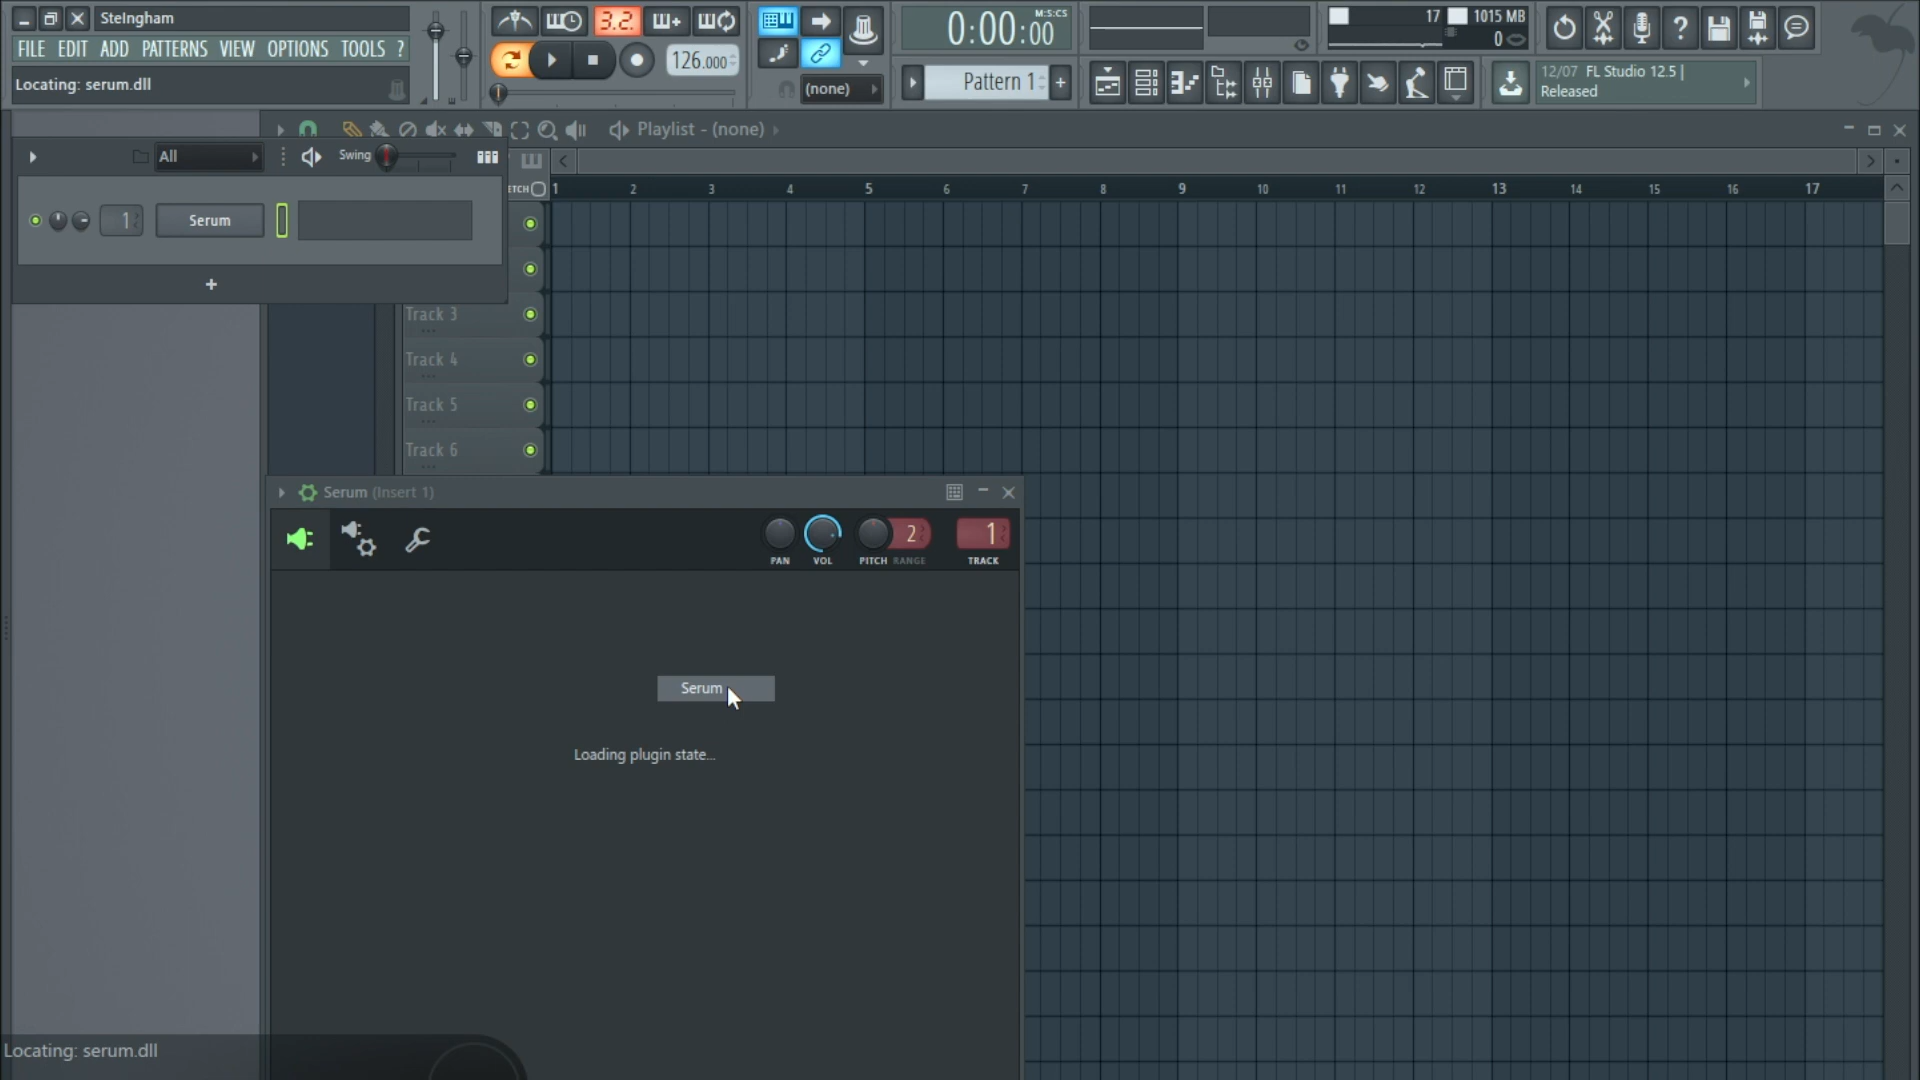 SteIngham
FILE EDIT ADD PATTERNS VIEW OPTIONS TOOLS ?
Locating: serum.dll
3.2.
126.000
(none)
0:00:00
M:S:CS
Pattern 1
+
17
1015 MB
0
?
12/07 FL Studio 12.5 |
Released
Playlist - (none)
All
Swing
1
Serum
+
TCH
1 2 3 4 5 6 7 8 9 10 11 12 13 14 15 16 17
Track 3
Track 4
Track 5
Track 6
Serum (Insert 1)
2
1
PAN VOL PITCH RANGE TRACK
Serum
Loading plugin state...
Locating: serum.dll